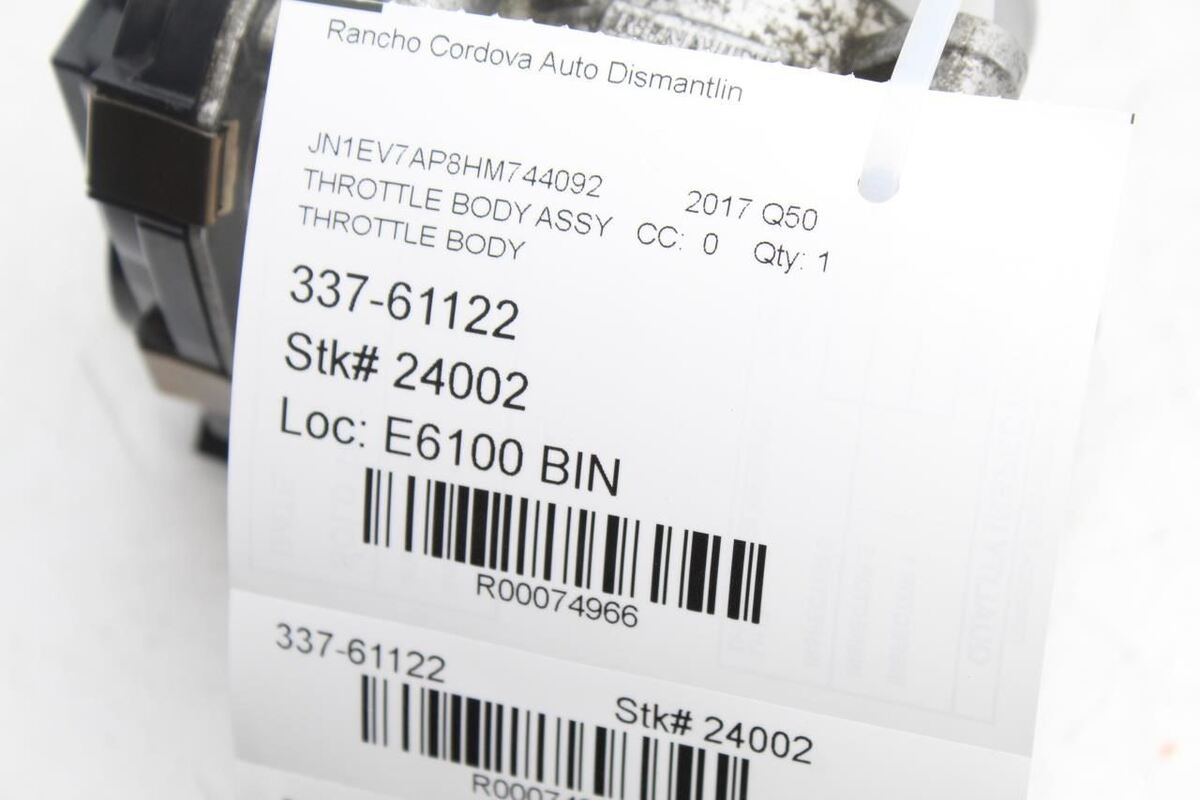 Rancho Cordova Auto Dismantlin
JN1EV7AP8HM744092 2017 Q50
THROTTLE BODY ASSY CC: 0 Qty: 1
THROTTLE BODY
337-61122
Stk# 24002
Loc: E6100 BIN
R00074966
337-61122
Stk# 24002